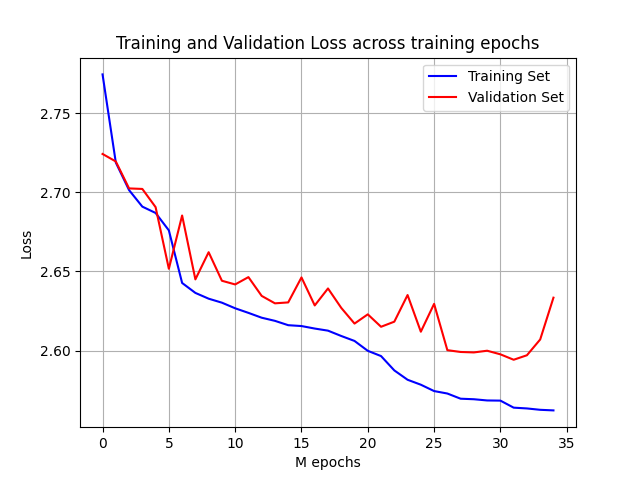 Training and Validation Loss across training epochs
Training Set
Validation Set
2.75
2.70
2.65
2.60
Loss
0
5
10
15
20
25
30
35
M epochs